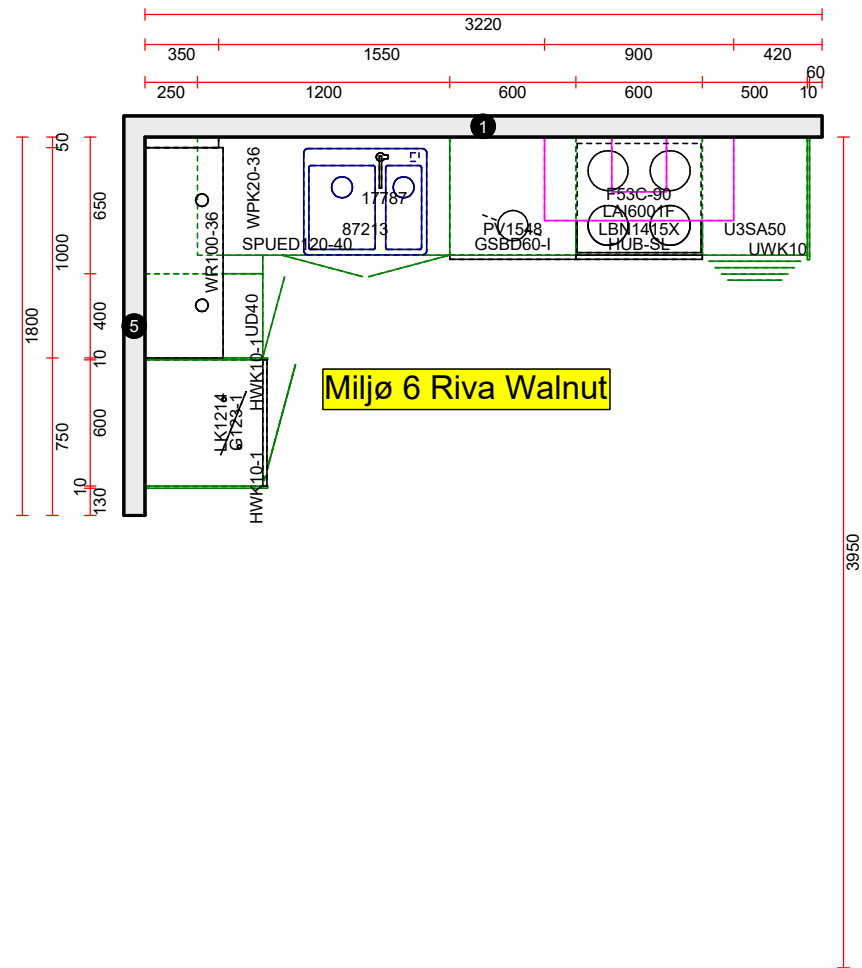 3220
350 1550 900 420
60
250 1200 600 600 500 10
1
50
650
1000
1800
400
10
750
600
10
130
5
3950
WPK20-36
WR100-36
17787
87213
SPUED120-40
PV1548
GSBD60-I
F53C-90
LAI6001F
LBN1415X
HUB-SL
U3SA50
UWK10
UD40
HWK10-1
LK1214
G123-1
HWK10-1
Miljø 6 Riva Walnut